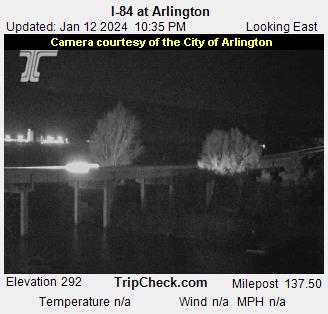 I-84 at Arlington
Updated: Jan 12 2024 10:35 PM Looking East
Camera courtesy of the City of Arlington
Elevation 292 TripCheck.com Milepost 137.50
Temperature n/a Wind n/a MPH n/a